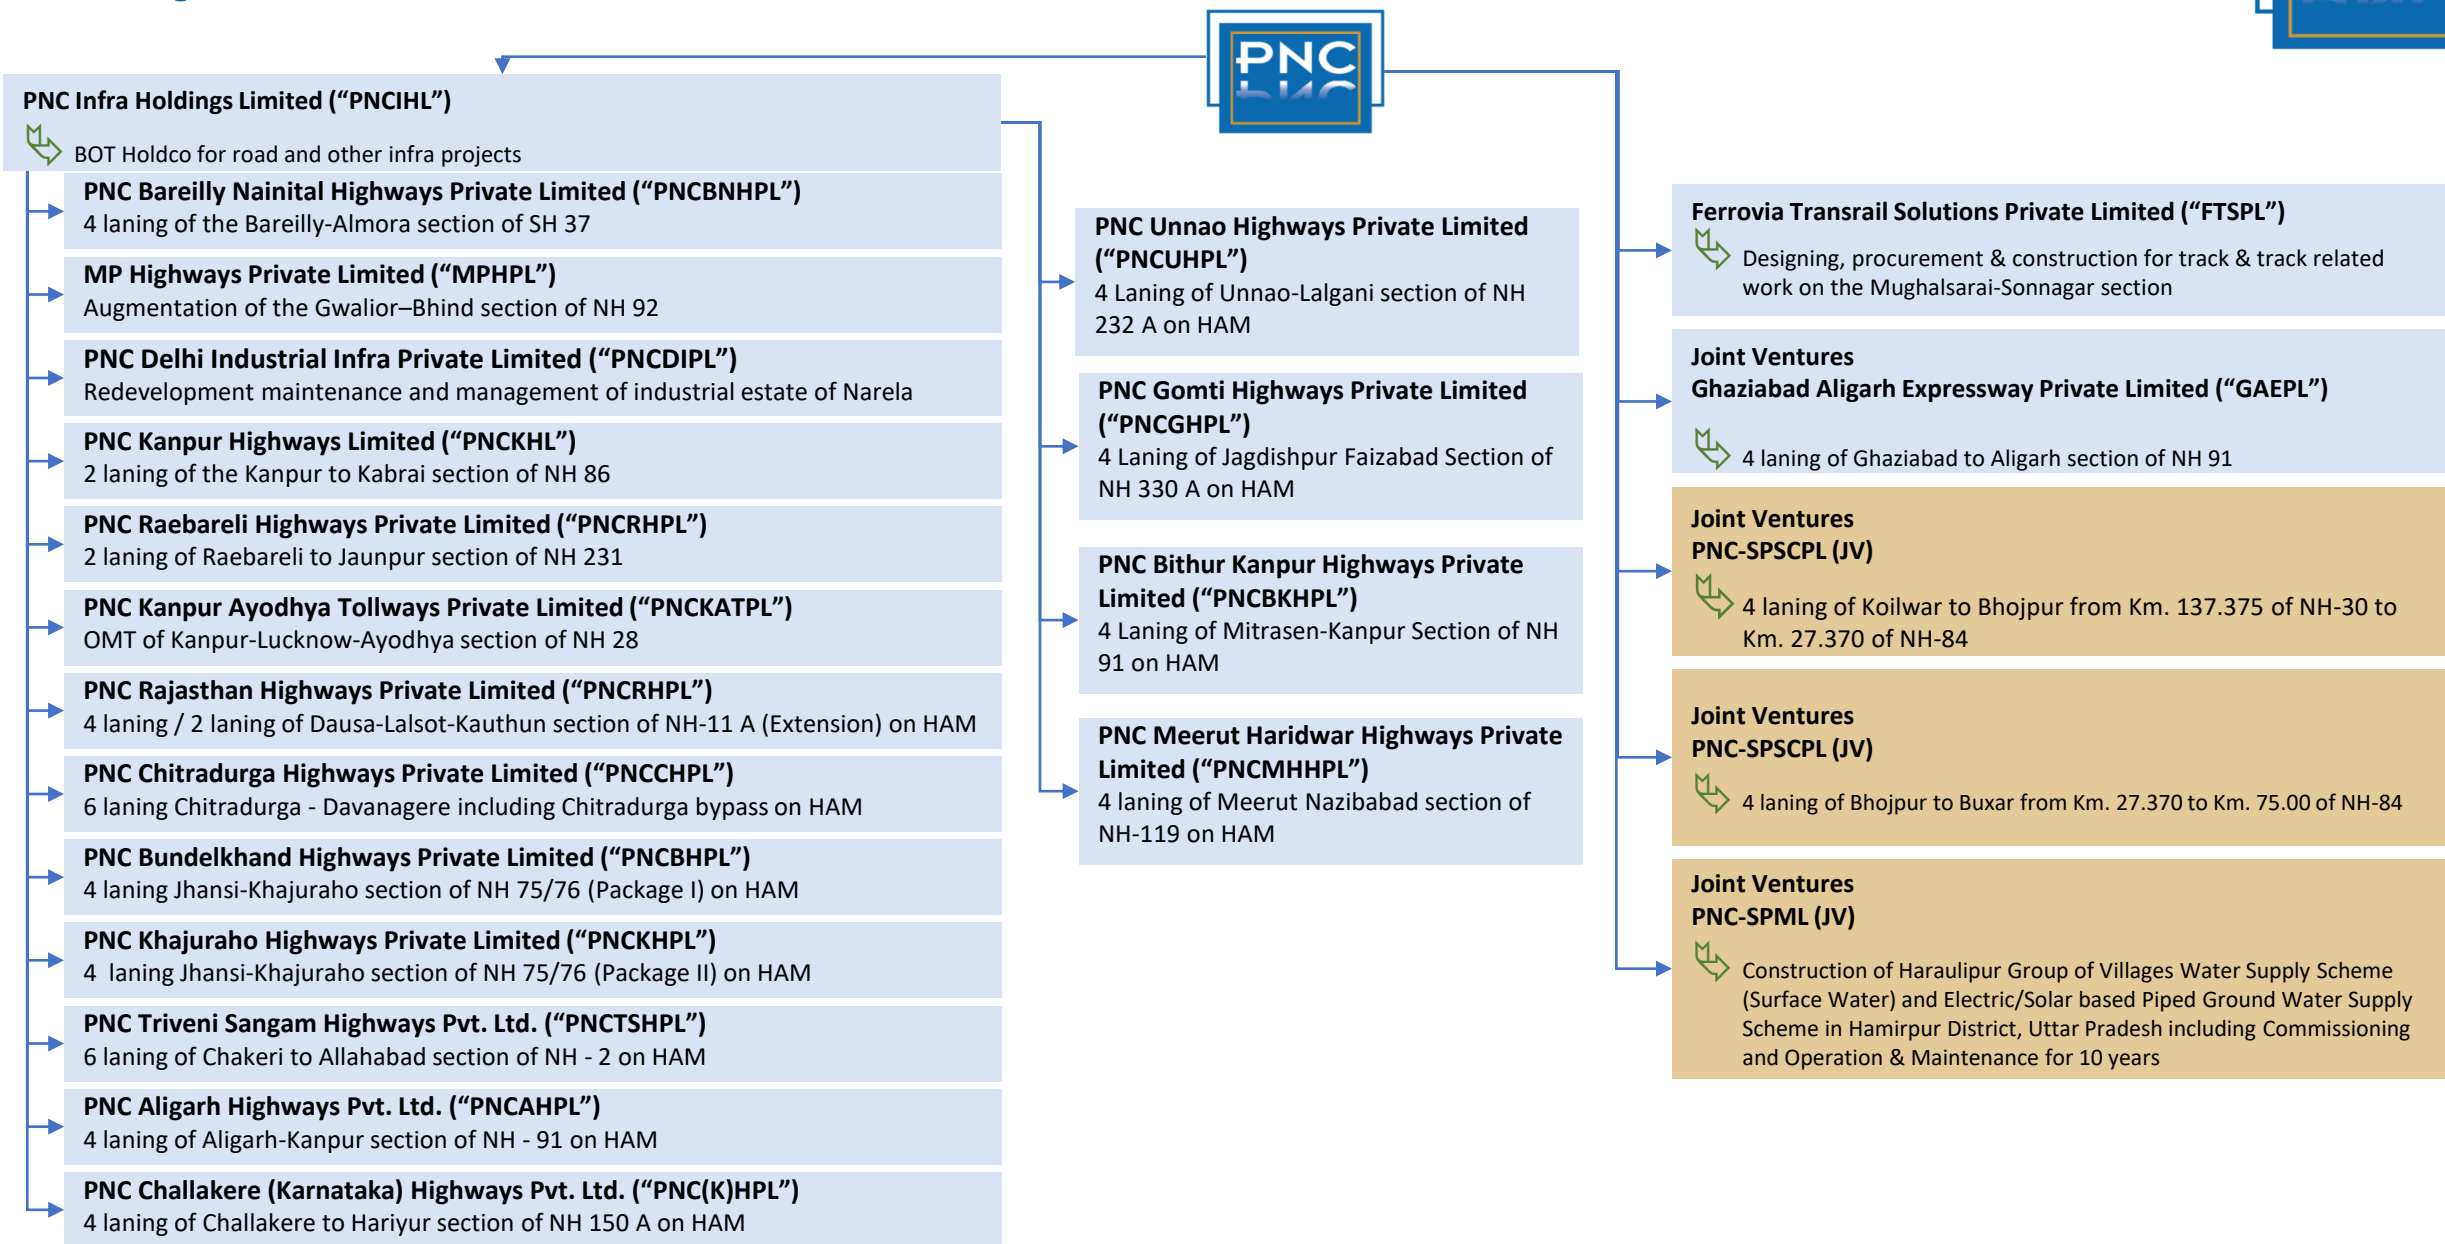 PNC
PNC Infra Holdings Limited (“PNCIHL”)
BOT Holdco for road and other infra projects
PNC Bareilly Nainital Highways Private Limited (“PNCBNHPL”)
4 laning of the Bareilly-Almora section of SH 37
MP Highways Private Limited (“MPHPL”)
Augmentation of the Gwalior–Bhind section of NH 92
PNC Delhi Industrial Infra Private Limited (“PNCDIPL”)
Redevelopment maintenance and management of industrial estate of Narela
PNC Kanpur Highways Limited (“PNCKHL”)
2 laning of the Kanpur to Kabrai section of NH 86
PNC Raebareli Highways Private Limited (“PNCRHPL”)
2 laning of Raebareli to Jaunpur section of NH 231
PNC Kanpur Ayodhya Tollways Private Limited (“PNCKATPL”)
OMT of Kanpur-Lucknow-Ayodhya section of NH 28
PNC Rajasthan Highways Private Limited (“PNCRHPL”)
4 laning / 2 laning of Dausa-Lalsot-Kauthun section of NH-11 A (Extension) on HAM
PNC Chitradurga Highways Private Limited (“PNCCHPL”)
6 laning Chitradurga - Davanagere including Chitradurga bypass on HAM
PNC Bundelkhand Highways Private Limited (“PNCBHPL”)
4 laning Jhansi-Khajuraho section of NH 75/76 (Package I) on HAM
PNC Khajuraho Highways Private Limited (“PNCKHPL”)
4 laning Jhansi-Khajuraho section of NH 75/76 (Package II) on HAM
PNC Triveni Sangam Highways Pvt. Ltd. (“PNCTSHPL”)
6 laning of Chakeri to Allahabad section of NH - 2 on HAM
PNC Aligarh Highways Pvt. Ltd. (“PNCAHPL”)
4 laning of Aligarh-Kanpur section of NH - 91 on HAM
PNC Challakere (Karnataka) Highways Pvt. Ltd. (“PNC(K)HPL”)
4 laning of Challakere to Hariyur section of NH 150 A on HAM
PNC Unnao Highways Private Limited
(“PNCUHPL”)
4 Laning of Unnao-Lalgani section of NH
232 A on HAM
PNC Gomti Highways Private Limited
(“PNCGHPL”)
4 Laning of Jagdishpur Faizabad Section of
NH 330 A on HAM
PNC Bithur Kanpur Highways Private
Limited (“PNCBKHPL”)
4 Laning of Mitrasen-Kanpur Section of NH
91 on HAM
PNC Meerut Haridwar Highways Private
Limited (“PNCMHHPL”)
4 laning of Meerut Nazibabad section of
NH-119 on HAM
Ferrovia Transrail Solutions Private Limited (“FTSPL”)
Designing, procurement & construction for track & track related
work on the Mughalsarai-Sonnagar section
Joint Ventures
Ghaziabad Aligarh Expressway Private Limited (“GAEPL”)
4 laning of Ghaziabad to Aligarh section of NH 91
Joint Ventures
PNC-SPSCPL (JV)
4 laning of Koilwar to Bhojpur from Km. 137.375 of NH-30 to
Km. 27.370 of NH-84
Joint Ventures
PNC-SPSCPL (JV)
4 laning of Bhojpur to Buxar from Km. 27.370 to Km. 75.00 of NH-84
Joint Ventures
PNC-SPML (JV)
Construction of Haraulipur Group of Villages Water Supply Scheme
(Surface Water) and Electric/Solar based Piped Ground Water Supply
Scheme in Hamirpur District, Uttar Pradesh including Commissioning
and Operation & Maintenance for 10 years